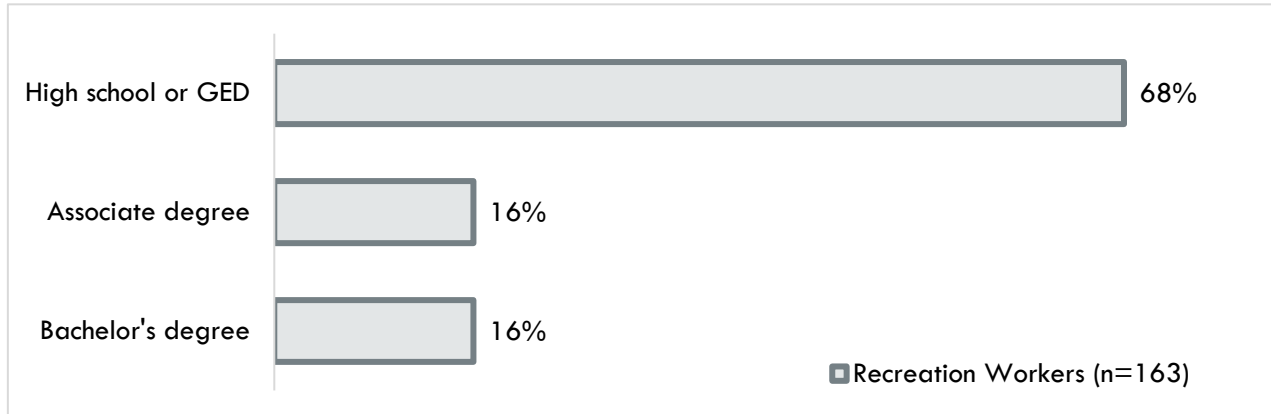 High school or GED 68%
Associate degree 16%
Bachelor's degree 16%
Recreation Workers (n=163)